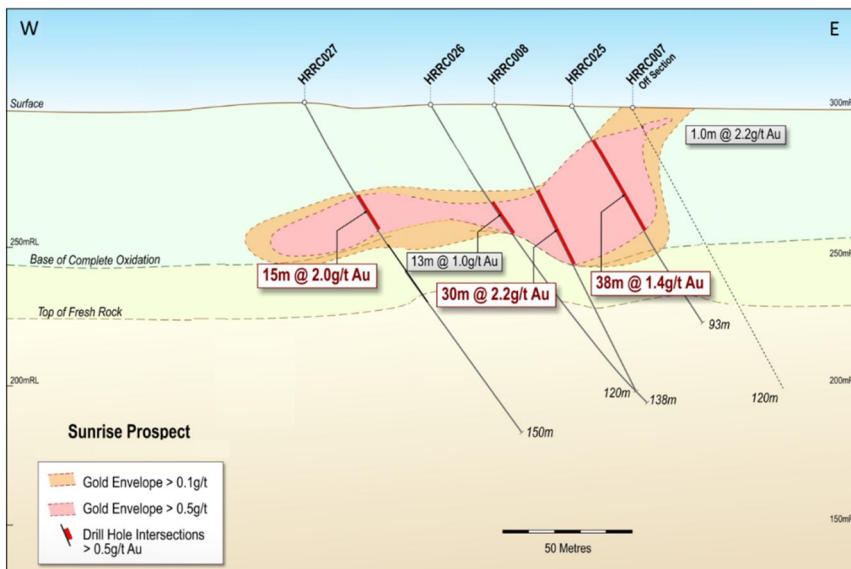 W
E
HRRC027
HRRC026
HRRC008
HRRC025
HRRC007
Off Section
Surface
300mRL
1.0m @ 2.2g/t Au
250mRL
250mRL
Base of Complete Oxidation
15m @ 2.0g/t Au
13m @ 1.0g/t Au
30m @ 2.2g/t Au
38m @ 1.4g/t Au
Top of Fresh Rock
93m
200mRL
200mRL
120m
138m
120m
150m
Sunrise Prospect
Gold Envelope > 0.1g/t
Gold Envelope > 0.5g/t
Drill Hole Intersections
> 0.5g/t Au
50 Metres
150mRL
150mRL